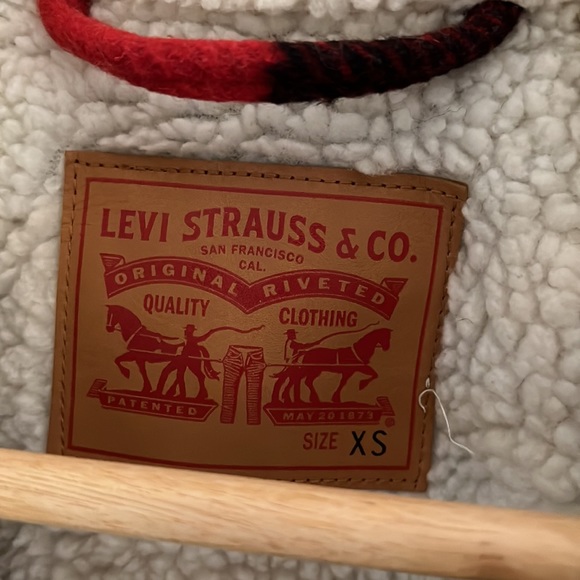 LEVI STRAUSS & CO.
SAN FRANCISCO
CAL.
ORIGINAL RIVETED
QUALITY CLOTHING
PATENTED MAY 20 1873
®
SIZE XS